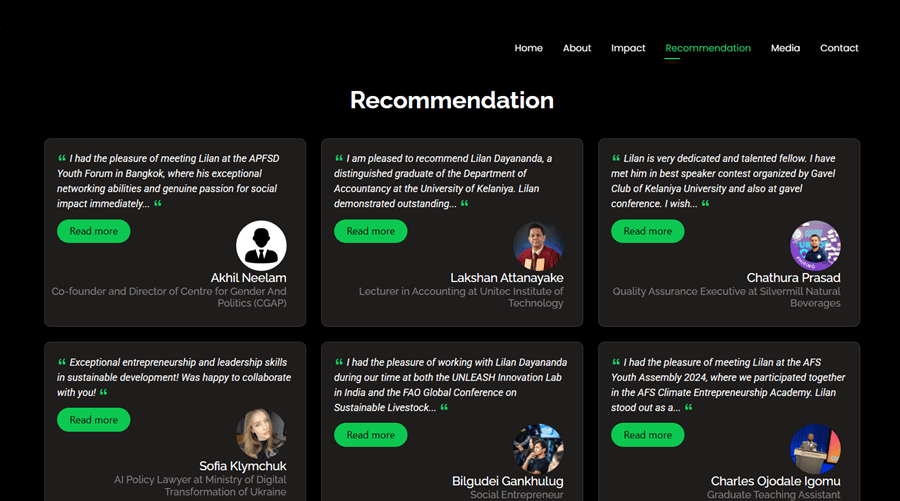 Home About Impact Recommendation Media Contact
Recommendation
“ I had the pleasure of meeting Lilan at the APFSD
Youth Forum in Bangkok, where his exceptional
networking abilities and genuine passion for social
impact immediately... “
Read more
Akhil Neelam
Co-founder and Director of Centre for Gender And
Politics (CGAP)
“ I am pleased to recommend Lilan Dayananda, a
distinguished graduate of the Department of
Accountancy at the University of Kelaniya. Lilan
demonstrated outstanding... “
Read more
Lakshan Attanayake
Lecturer in Accounting at Unitec Institute of
Technology
“ Lilan is very dedicated and talented fellow. I have
met him in best speaker contest organized by Gavel
Club of Kelaniya University and also at gavel
conference. I wish... “
Read more
Chathura Prasad
Quality Assurance Executive at Silvermill Natural
Beverages
“ Exceptional entrepreneurship and leadership skills
in sustainable development! Was happy to collaborate
with you! “
Read more
Sofia Klymchuk
AI Policy Lawyer at Ministry of Digital
Transformation of Ukraine
“ I had the pleasure of working with Lilan Dayananda
during our time at both the UNLEASH Innovation Lab
in India and the FAO Global Conference on
Sustainable Livestock... “
Read more
Bilgudei Gankhulug
Social Entrepreneur
“ I had the pleasure of meeting Lilan at the AFS
Youth Assembly 2024, where we participated together
in the AFS Climate Entrepreneurship Academy. Lilan
stood out as a... “
Read more
Charles Ojodale Igomu
Graduate Teaching Assistant